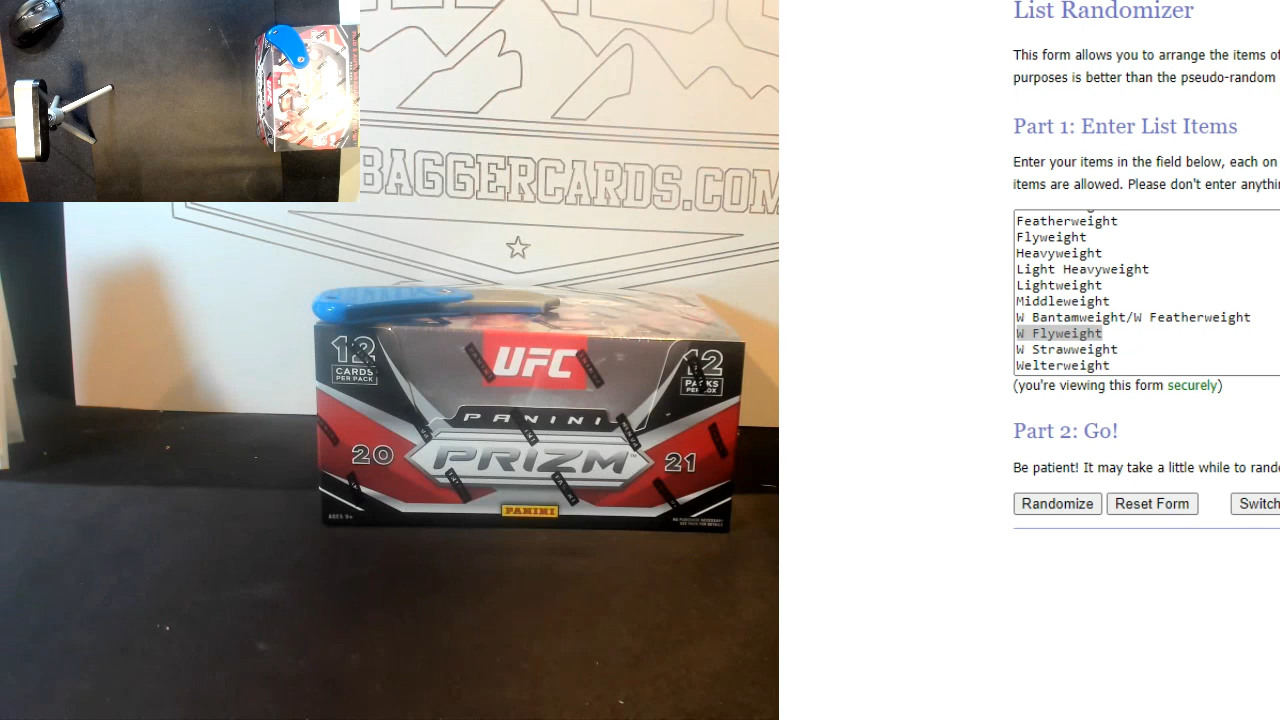 BAGGERCARDS.COM
12
CARDS
PER PACK
UFC
12
PACKS
PER BOX
PANINI
20
PRIZM
21
PANINI
AGES 9+
List Randomizer
This form allows you to arrange the items of
purposes is better than the pseudo-random
Part 1: Enter List Items
Enter your items in the field below, each on
items are allowed. Please don't enter anythi
Featherweight
Flyweight
Heavyweight
Light Heavyweight
Lightweight
Middleweight
W Bantamweight/W Featherweight
W Flyweight
W Strawweight
Welterweight
(you're viewing this form securely)
Part 2: Go!
Be patient! It may take a little while to rand
Randomize
Reset Form
Switch